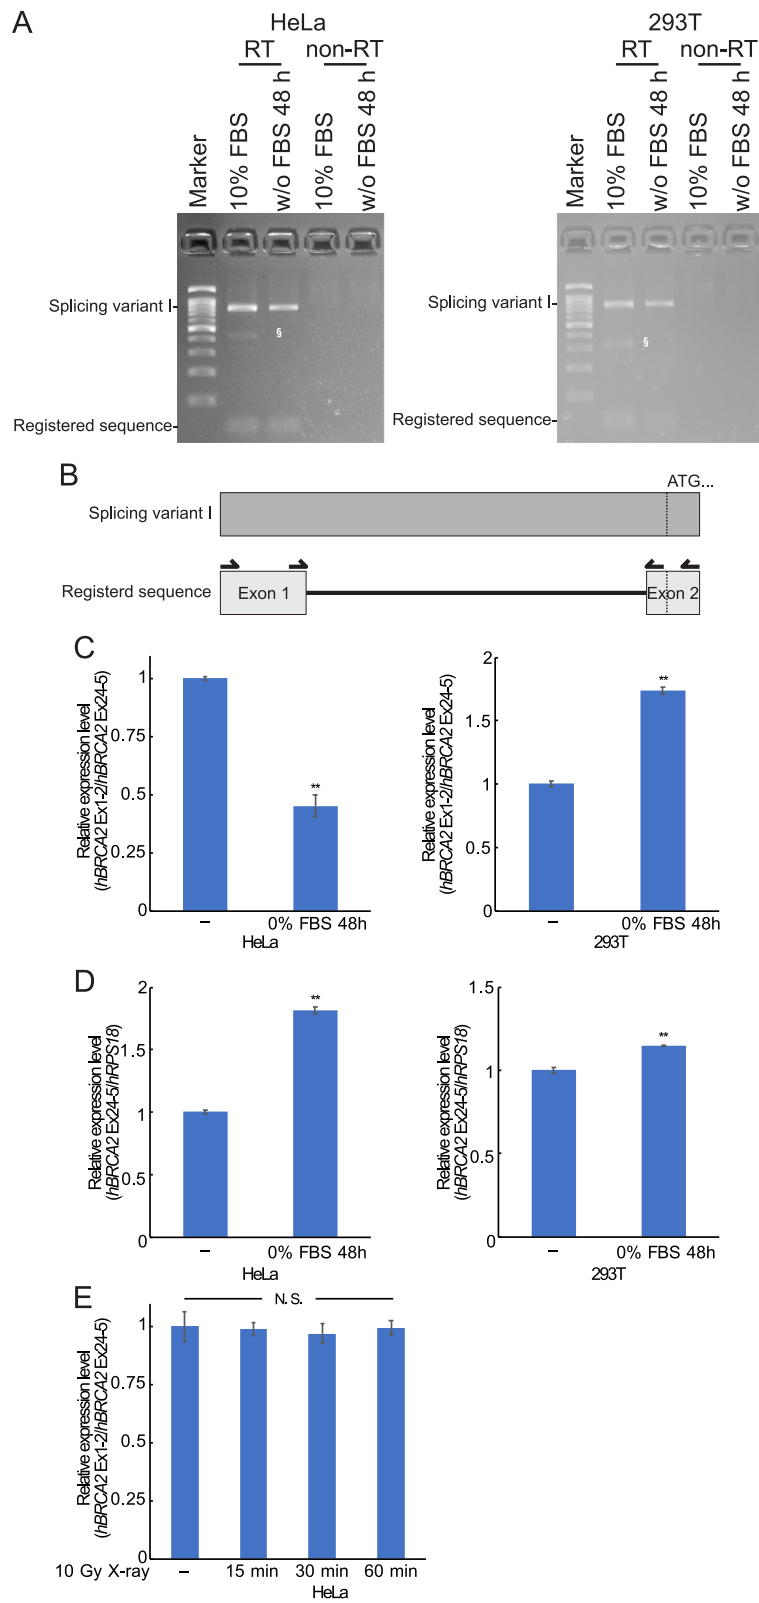 A
HeLa
293T
RT
non-RT
RT
non-RT
Marker
10% FBS
w/o FBS 48 h
10% FBS
w/o FBS 48 h
Marker
10% FBS
w/o FBS 48 h
10% FBS
w/o FBS 48 h
Splicing variant I
§
Registered sequence
Splicing variant I
§
Registered sequence
B
ATG...
Splicing variant I
Registerd sequence
Exon 1
Exon 2
C
Relative expression level
(hBRCA2 Ex1-2/hBRCA2 Ex24-5)
1
0.75
0.5
0.25
0
**
–
0% FBS 48h
HeLa
Relative expression level
(hBRCA2 Ex1-2/hBRCA2 Ex24-5)
2
1.5
1
0.5
0
**
–
0% FBS 48h
293T
D
Relative expression level
(hBRCA2 Ex24-5/hRPS18)
2
1.5
1
0.5
0
**
–
0% FBS 48h
HeLa
Relative expression level
(hBRCA2 Ex24-5/hRPS18)
1.5
1
0.5
0
**
–
0% FBS 48h
293T
E
N.S.
Relative expression level
(hBRCA2 Ex1-2/hBRCA2 Ex24-5)
1
0.75
0.5
0.25
0
10 Gy X-ray
–
15 min
30 min
60 min
HeLa